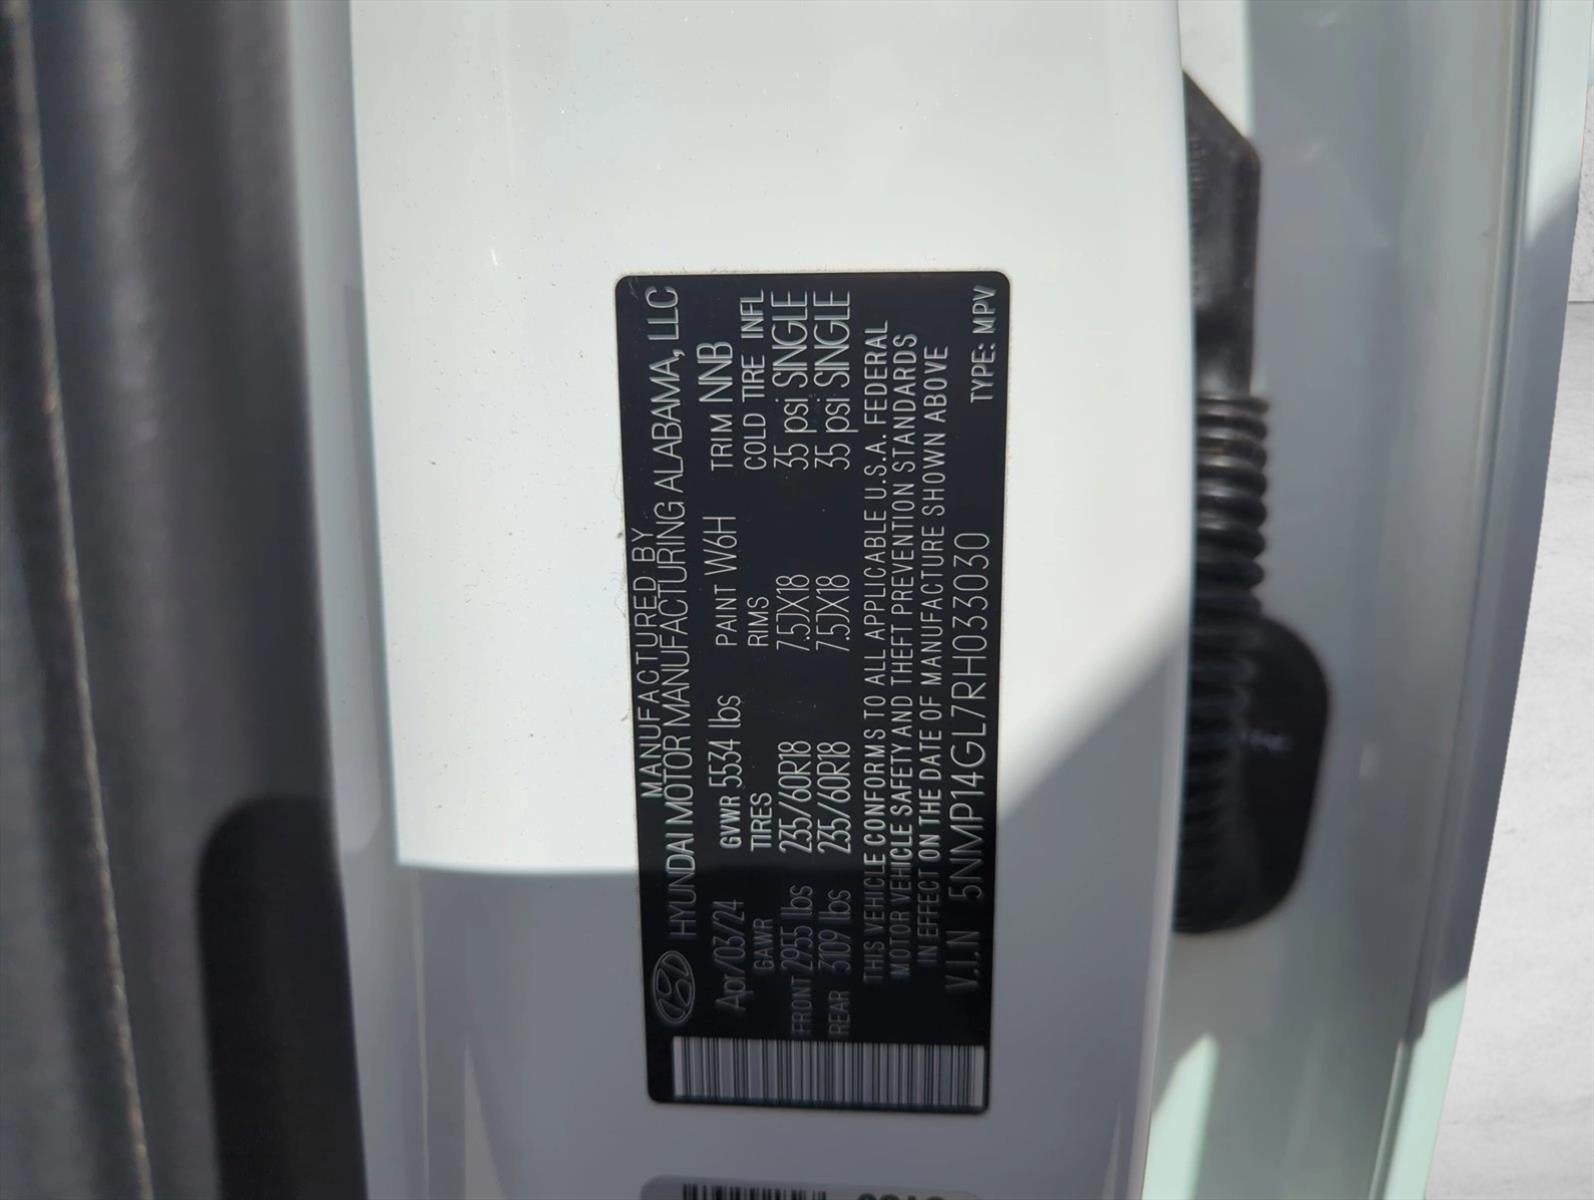 MANUFACTURED BY
HYUNDAI MOTOR MANUFACTURING ALABAMA, LLC
Apr/03/24 GVWR 5534 lbs PAINT W6H TRIM NNB
GAWR TIRES RIMS COLD TIRE INFL
FRONT 2955 lbs 235/60R18 7.5JX18 35 psi SINGLE
REAR 3109 lbs 235/60R18 7.5JX18 35 psi SINGLE
THIS VEHICLE CONFORMS TO ALL APPLICABLE U.S.A. FEDERAL
MOTOR VEHICLE SAFETY AND THEFT PREVENTION STANDARDS
IN EFFECT ON THE DATE OF MANUFACTURE SHOWN ABOVE
V.I.N 5NMP14GL7RH033030
TYPE: MPV